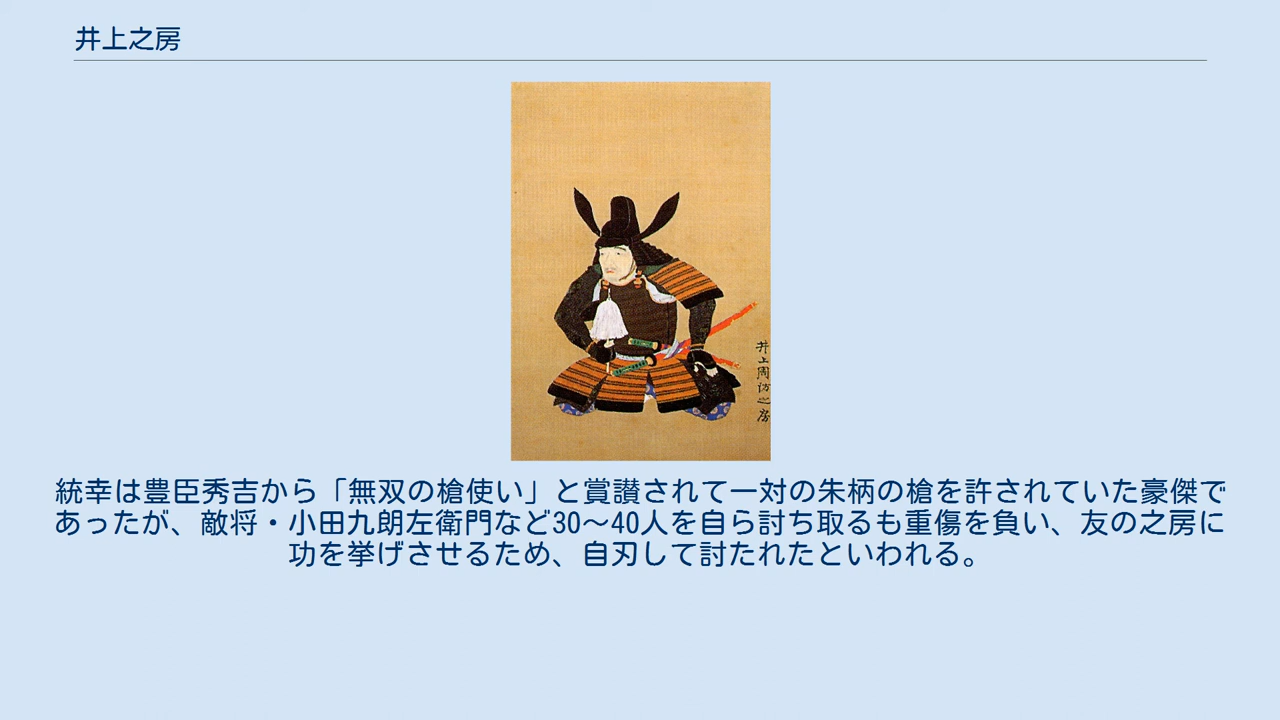 井上之房
井上周防之房
統幸は豊臣秀吉から「無双の槍使い」と賞讃されて一対の朱柄の槍を許されていた豪傑で
あったが、敵将・小田九朗左衛門など30〜40人を自ら討ち取るも重傷を負い、友の之房に
功を挙げさせるため、自刃して討たれたといわれる。